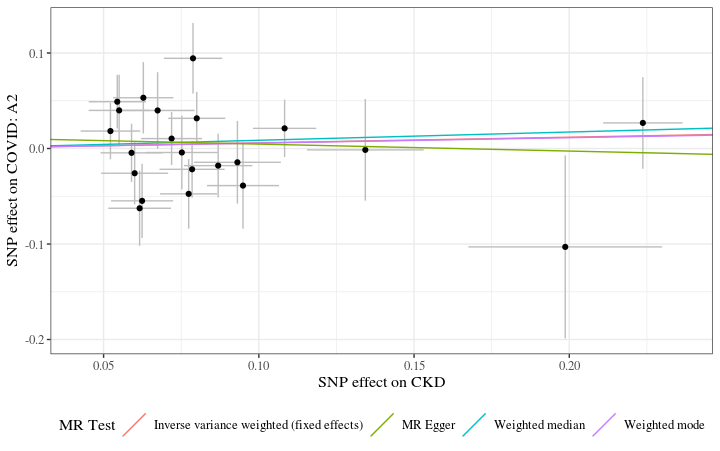 0.1
0.0
-0.1
-0.2
SNP effect on COVID: A2
0.05 0.10 0.15 0.20
SNP effect on CKD
MR Test Inverse variance weighted (fixed effects) MR Egger Weighted median Weighted mode